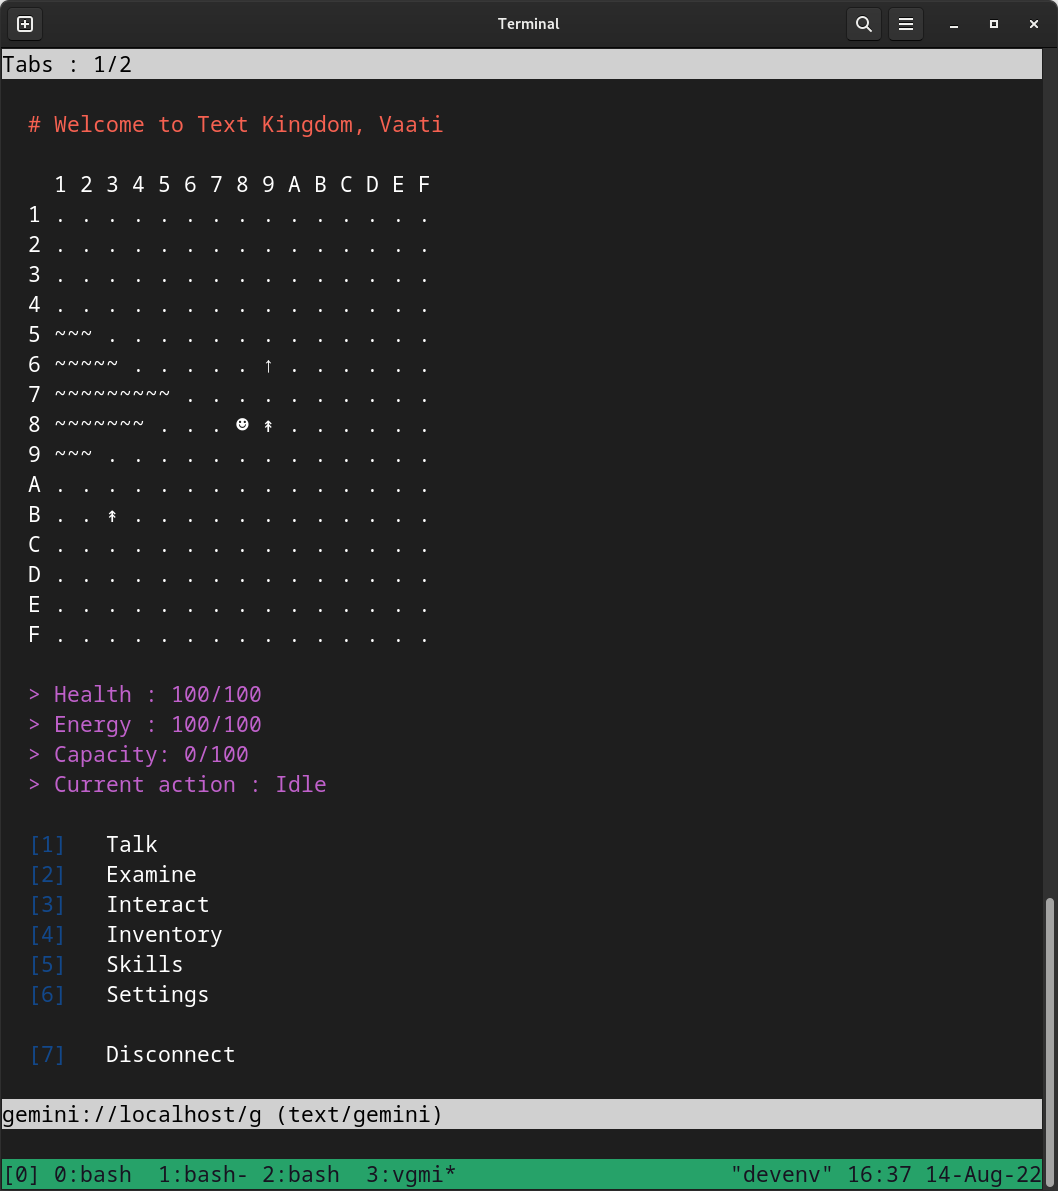 Terminal
Tabs : 1/2
# Welcome to Text Kingdom, Vaati
  1 2 3 4 5 6 7 8 9 A B C D E F
1 . . . . . . . . . . . . . . .
2 . . . . . . . . . . . . . . .
3 . . . . . . . . . . . . . . .
4 . . . . . . . . . . . . . . .
5 ~~~ . . . . . . . . . . . . .
6 ~~~~~ . . . . . ↑ . . . . . .
7 ~~~~~~~~~ . . . . . . . . . .
8 ~~~~~~~ . . . ☻ ↟ . . . . . .
9 ~~~ . . . . . . . . . . . . .
A . . . . . . . . . . . . . . .
B . . ↟ . . . . . . . . . . . .
C . . . . . . . . . . . . . . .
D . . . . . . . . . . . . . . .
E . . . . . . . . . . . . . . .
F . . . . . . . . . . . . . . .
> Health : 100/100
> Energy : 100/100
> Capacity: 0/100
> Current action : Idle
[1]   Talk
[2]   Examine
[3]   Interact
[4]   Inventory
[5]   Skills
[6]   Settings
[7]   Disconnect
gemini://localhost/g (text/gemini)
[0] 0:bash  1:bash- 2:bash  3:vgmi* "devenv" 16:37 14-Aug-22